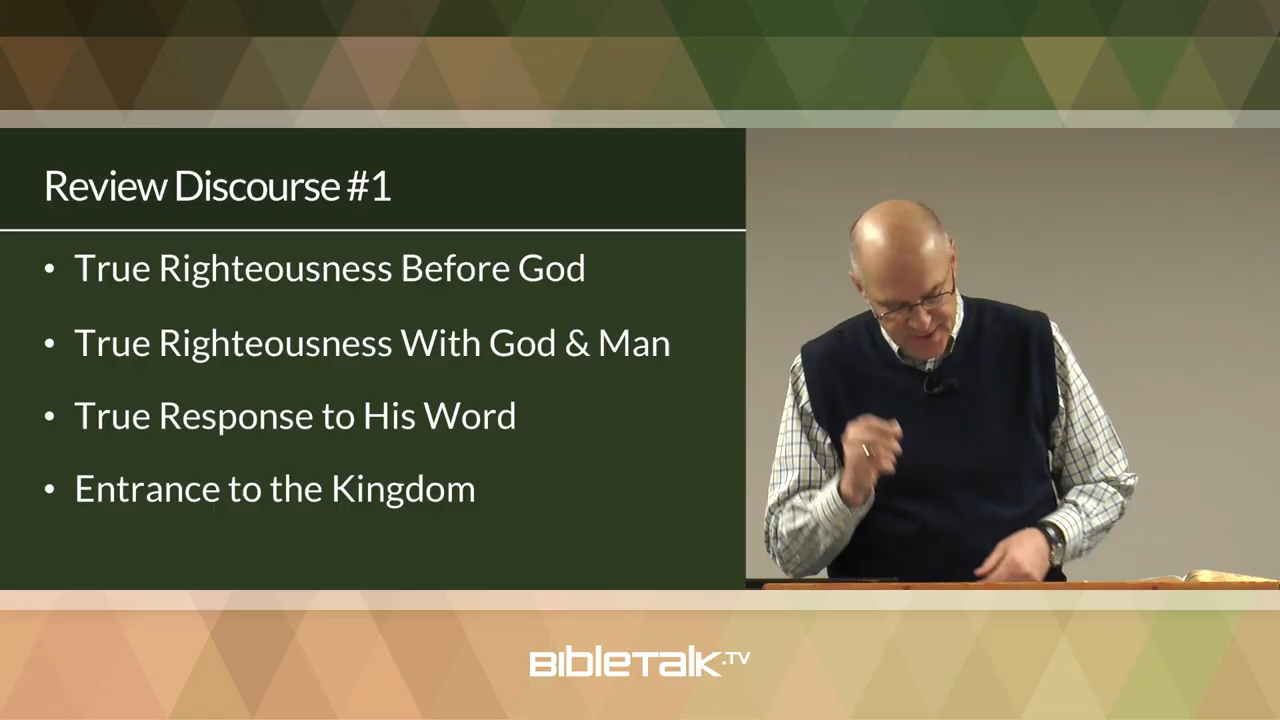 Review Discourse #1
• True Righteousness Before God
• True Righteousness With God & Man
• True Response to His Word
• Entrance to the Kingdom
BIBLETALK.TV